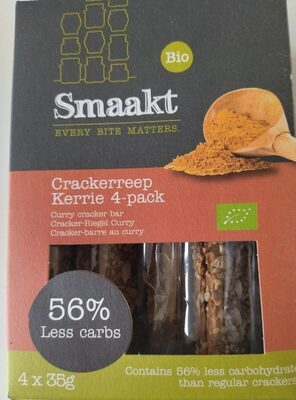 Bio
Smaakt
EVERY BITE MATTERS.
Crackerreep
Kerrie 4-pack
Curry cracker bar
Cracker-Riegel Curry
Cracker-barre au curry
56%
Less carbs
4 x 35g
Contains 56% less carbohydrate
than regular crackers